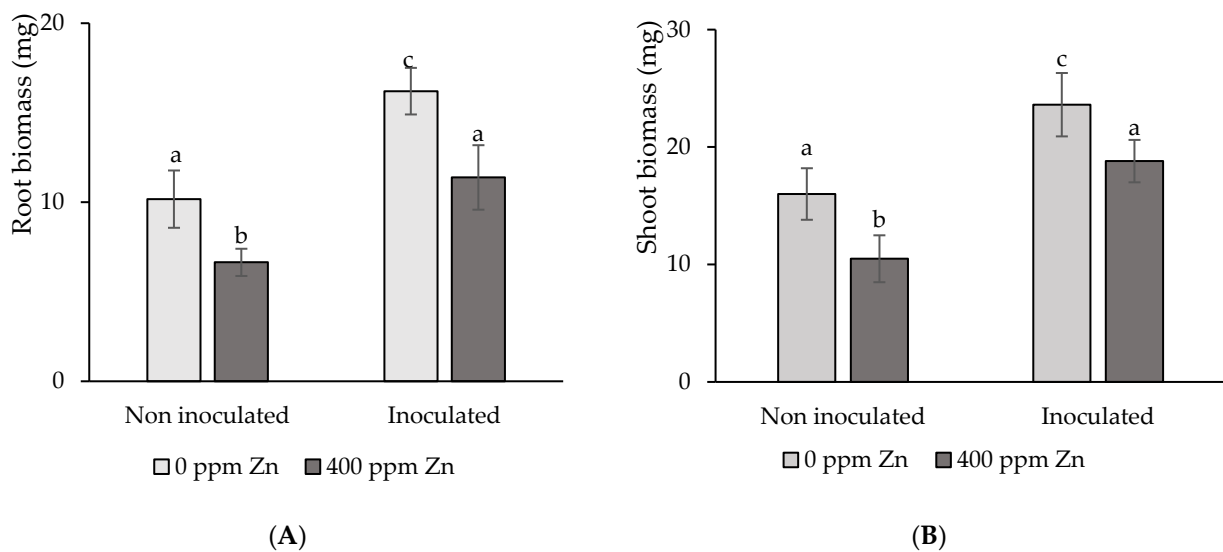 Root biomass (mg)
20
10
0
a
b
c
a
Non inoculated
Inoculated
0 ppm Zn
400 ppm Zn
(A)
Shoot biomass (mg)
30
20
10
0
a
b
c
a
Non inoculated
Inoculated
0 ppm Zn
400 ppm Zn
(B)